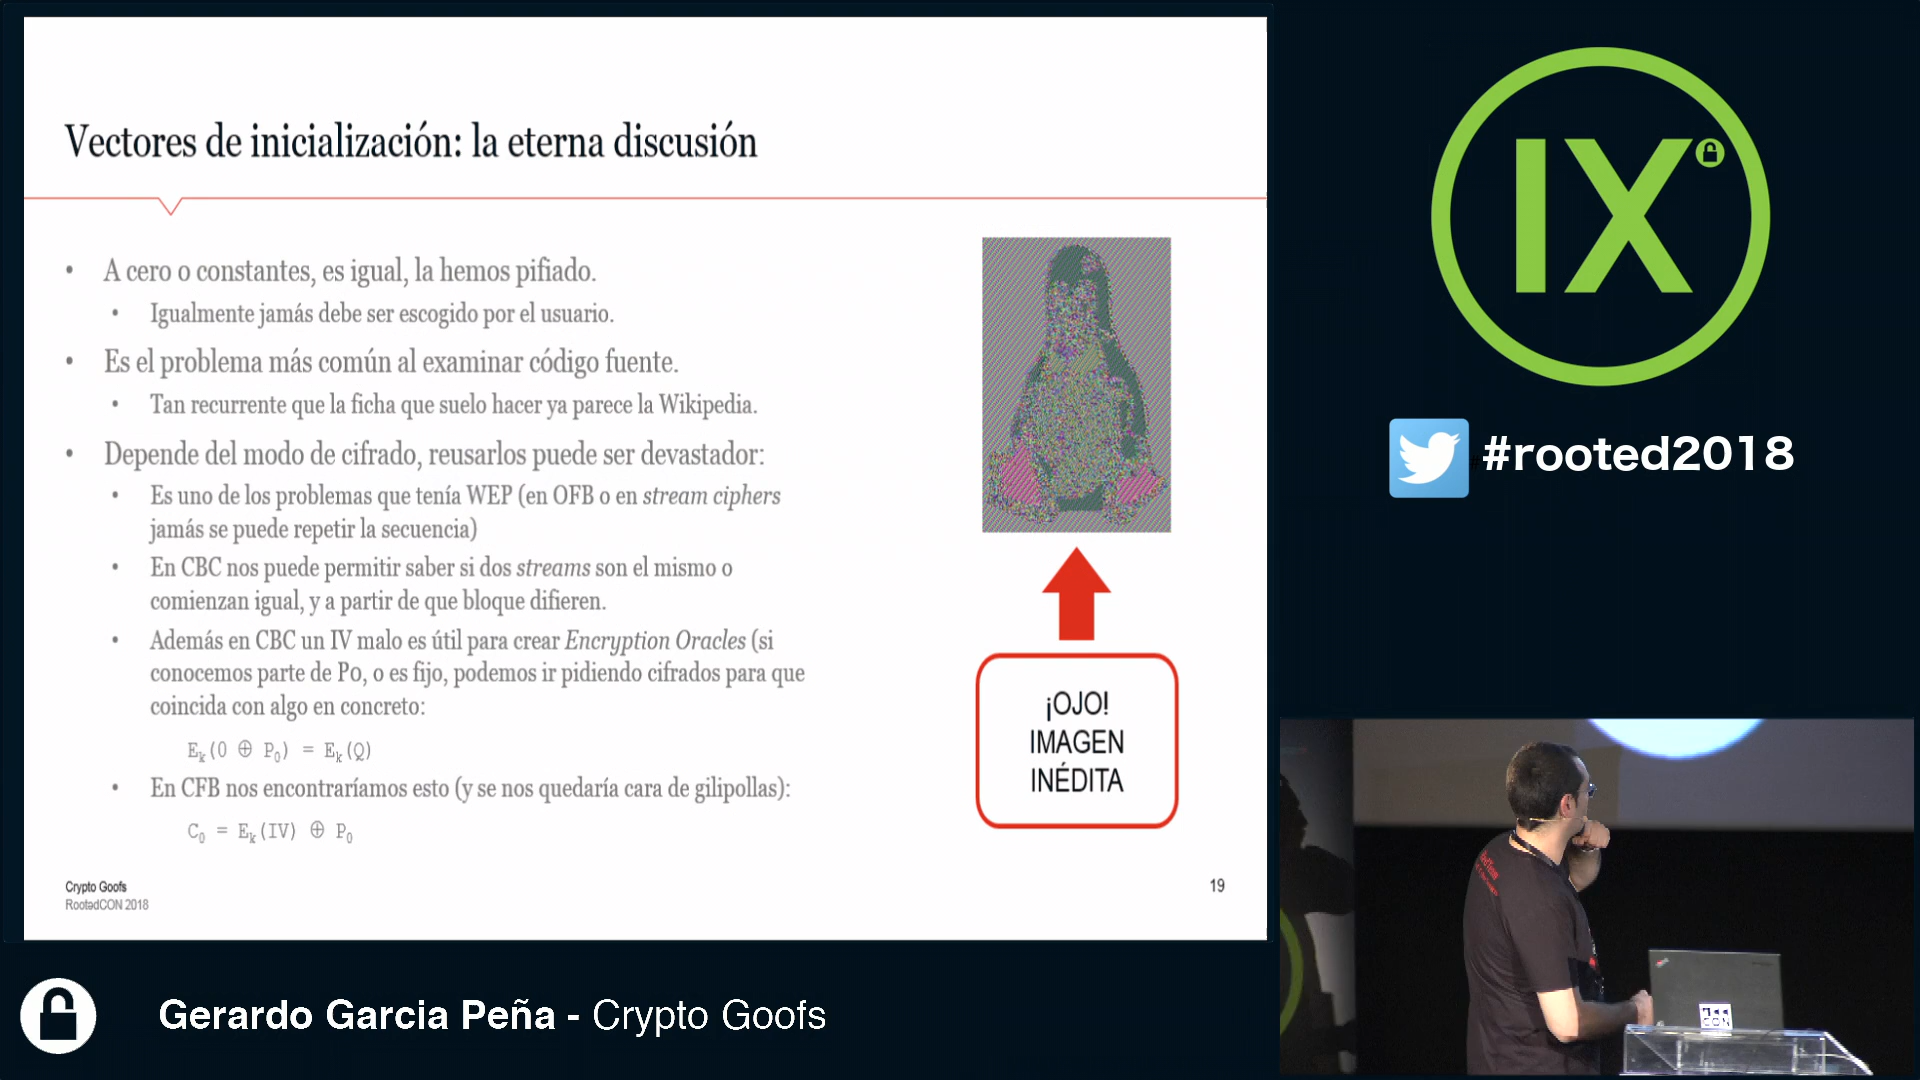 Vectores de inicialización: la eterna discusión
• A cero o constantes, es igual, la hemos pifiado.
• Igualmente jamás debe ser escogido por el usuario.
• Es el problema más común al examinar código fuente.
• Tan recurrente que la ficha que suelo hacer ya parece la Wikipedia.
• Depende del modo de cifrado, reusarlos puede ser devastador:
• Es uno de los problemas que tenía WEP (en OFB o en stream ciphers
jamás se puede repetir la secuencia)
• En CBC nos puede permitir saber si dos streams son el mismo o
comienzan igual, y a partir de que bloque difieren.
• Además en CBC un IV malo es útil para crear Encryption Oracles (si
conocemos parte de P0, o es fijo, podemos ir pidiendo cifrados para que
coincida con algo en concreto:
Eₖ(0 ⊕ P₀) = Eₖ(Q)
• En CFB nos encontraríamos esto (y se nos quedaría cara de gilipollas):
C₀ = Eₖ(IV) ⊕ P₀
¡OJO!
IMAGEN
INÉDITA
Crypto Goofs
RootedCON 2018
19
IX
#rooted2018
CON
Gerardo Garcia Peña - Crypto Goofs